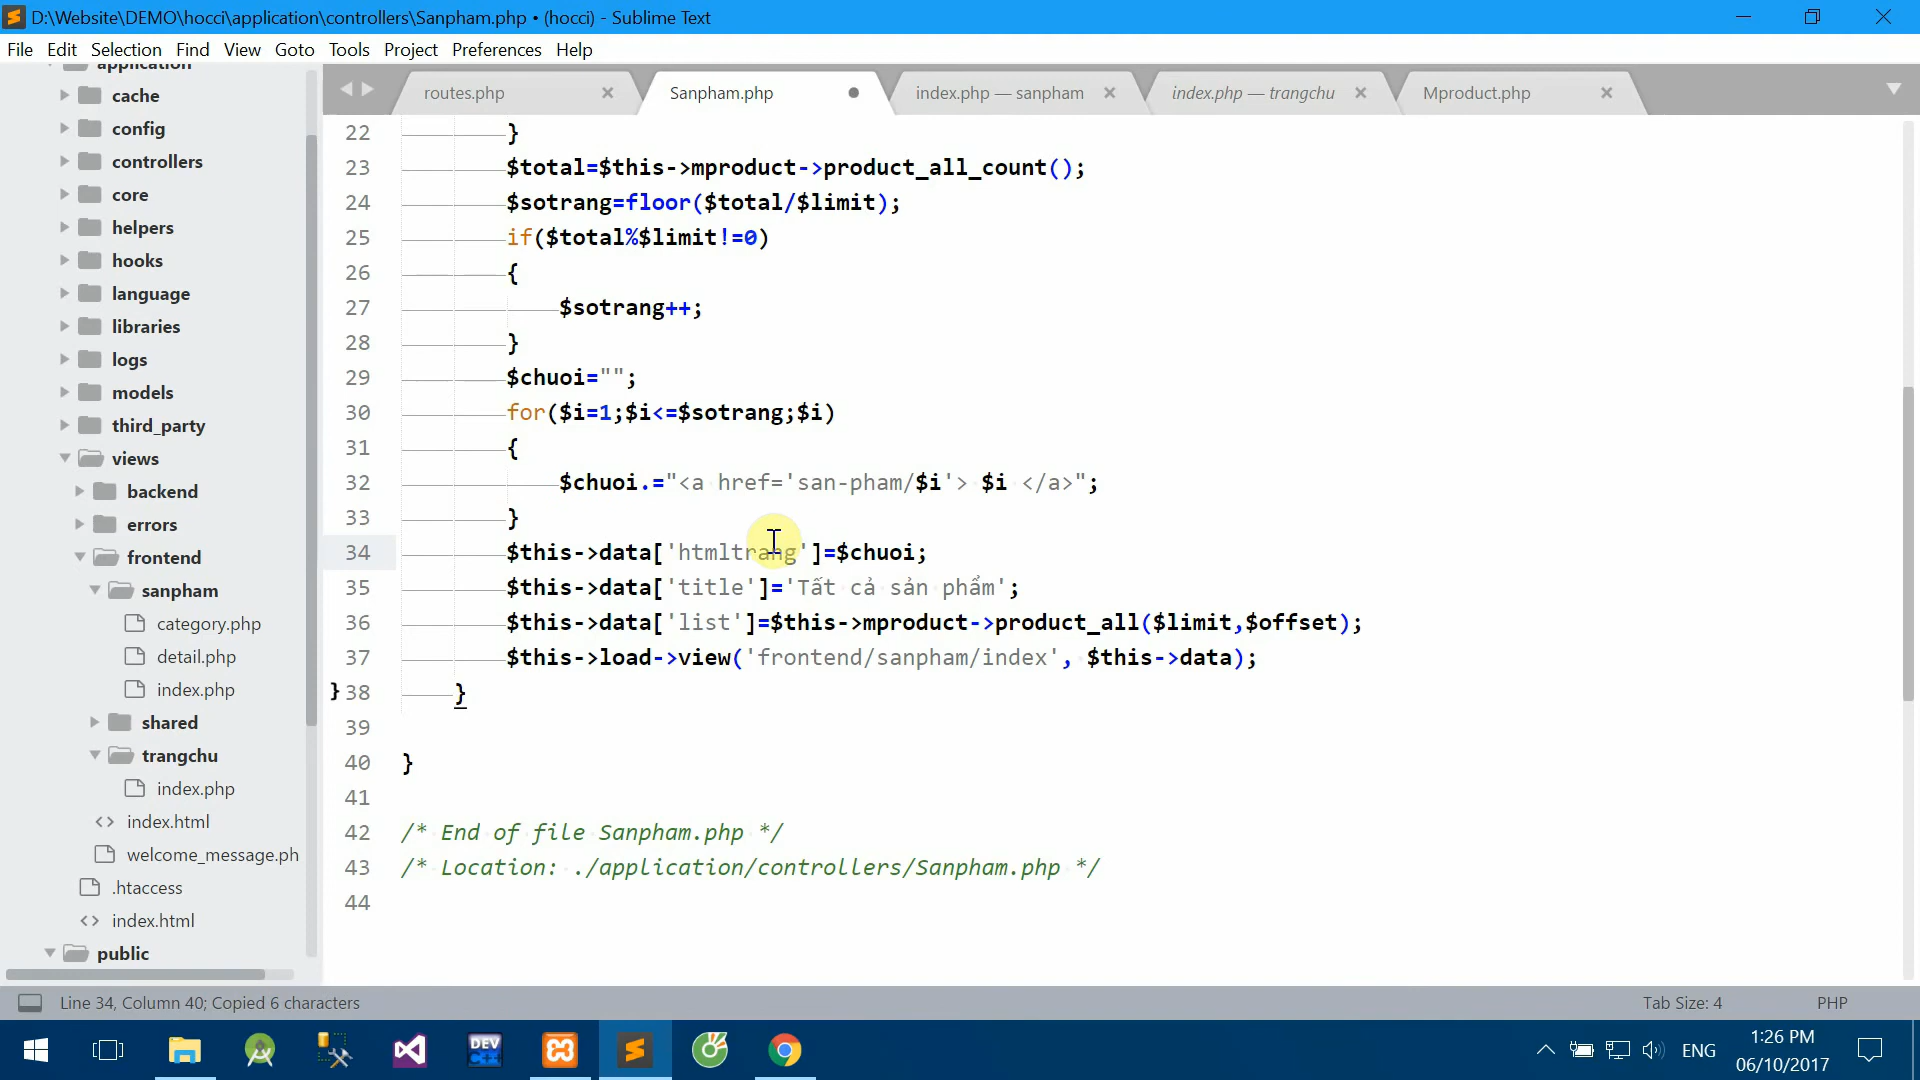 D:\Website\DEMO\hocci\application\controllers\Sanpham.php • (hocci) - Sublime Text
File Edit Selection Find View Goto Tools Project Preferences Help
application
cache
config
controllers
core
helpers
hooks
language
libraries
logs
models
third_party
views
backend
errors
frontend
sanpham
category.php
detail.php
index.php
shared
trangchu
index.php
<> index.html
welcome_message.ph
.htaccess
<> index.html
public
routes.php × Sanpham.php index.php — sanpham × index.php — trangchu × Mproduct.php ×
22 }
23 $total=$this->mproduct->product_all_count();
24 $sotrang=floor($total/$limit);
25 if($total%$limit!=0)
26 {
27 $sotrang++;
28 }
29 $chuoi="";
30 for($i=1;$i<=$sotrang;$i)
31 {
32 $chuoi.="<a href='san-pham/$i'> $i </a>";
33 }
34 $this->data['htmltrang']=$chuoi;
35 $this->data['title']='Tất cả sản phẩm';
36 $this->data['list']=$this->mproduct->product_all($limit,$offset);
37 $this->load->view('frontend/sanpham/index', $this->data);
} 38 }
39
40 }
41
42 /* End of file Sanpham.php */
43 /* Location: ./application/controllers/Sanpham.php */
44
Line 34, Column 40; Copied 6 characters Tab Size: 4 PHP
DEV C++
ENG
1:26 PM
06/10/2017